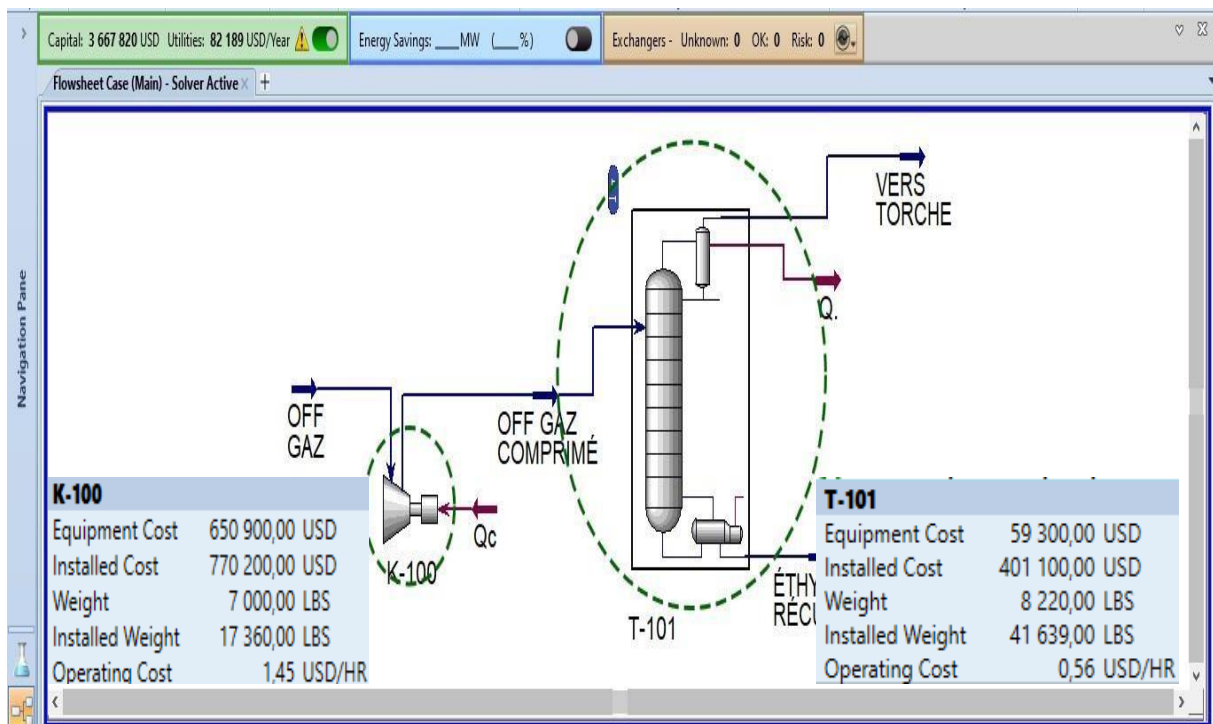 Capital: 3 667 820 USD Utilities: 82 189 USD/Year
Energy Savings: ____MW (____%)
Exchangers - Unknown: 0 OK: 0 Risk: 0
Flowsheet Case (Main) - Solver Active
Navigation Pane
VERS
TORCHE
Q.
OFF
GAZ
OFF GAZ
COMPRIMÉ
K-100
Qc
T-101
K-100
Equipment Cost 650 900,00 USD
Installed Cost 770 200,00 USD
Weight 7 000,00 LBS
Installed Weight 17 360,00 LBS
Operating Cost 1,45 USD/HR
T-101
Equipment Cost 59 300,00 USD
Installed Cost 401 100,00 USD
Weight 8 220,00 LBS
Installed Weight 41 639,00 LBS
Operating Cost 0,56 USD/HR